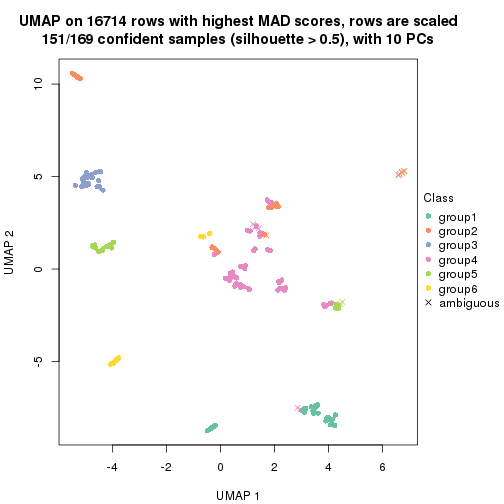 UMAP on 16714 rows with highest MAD scores, rows are scaled
151/169 confident samples (silhouette > 0.5), with 10 PCs
10
5
0
-5
UMAP 2
-4
-2
0
2
4
6
UMAP 1
Class
group1
group2
group3
group4
group5
group6
ambiguous